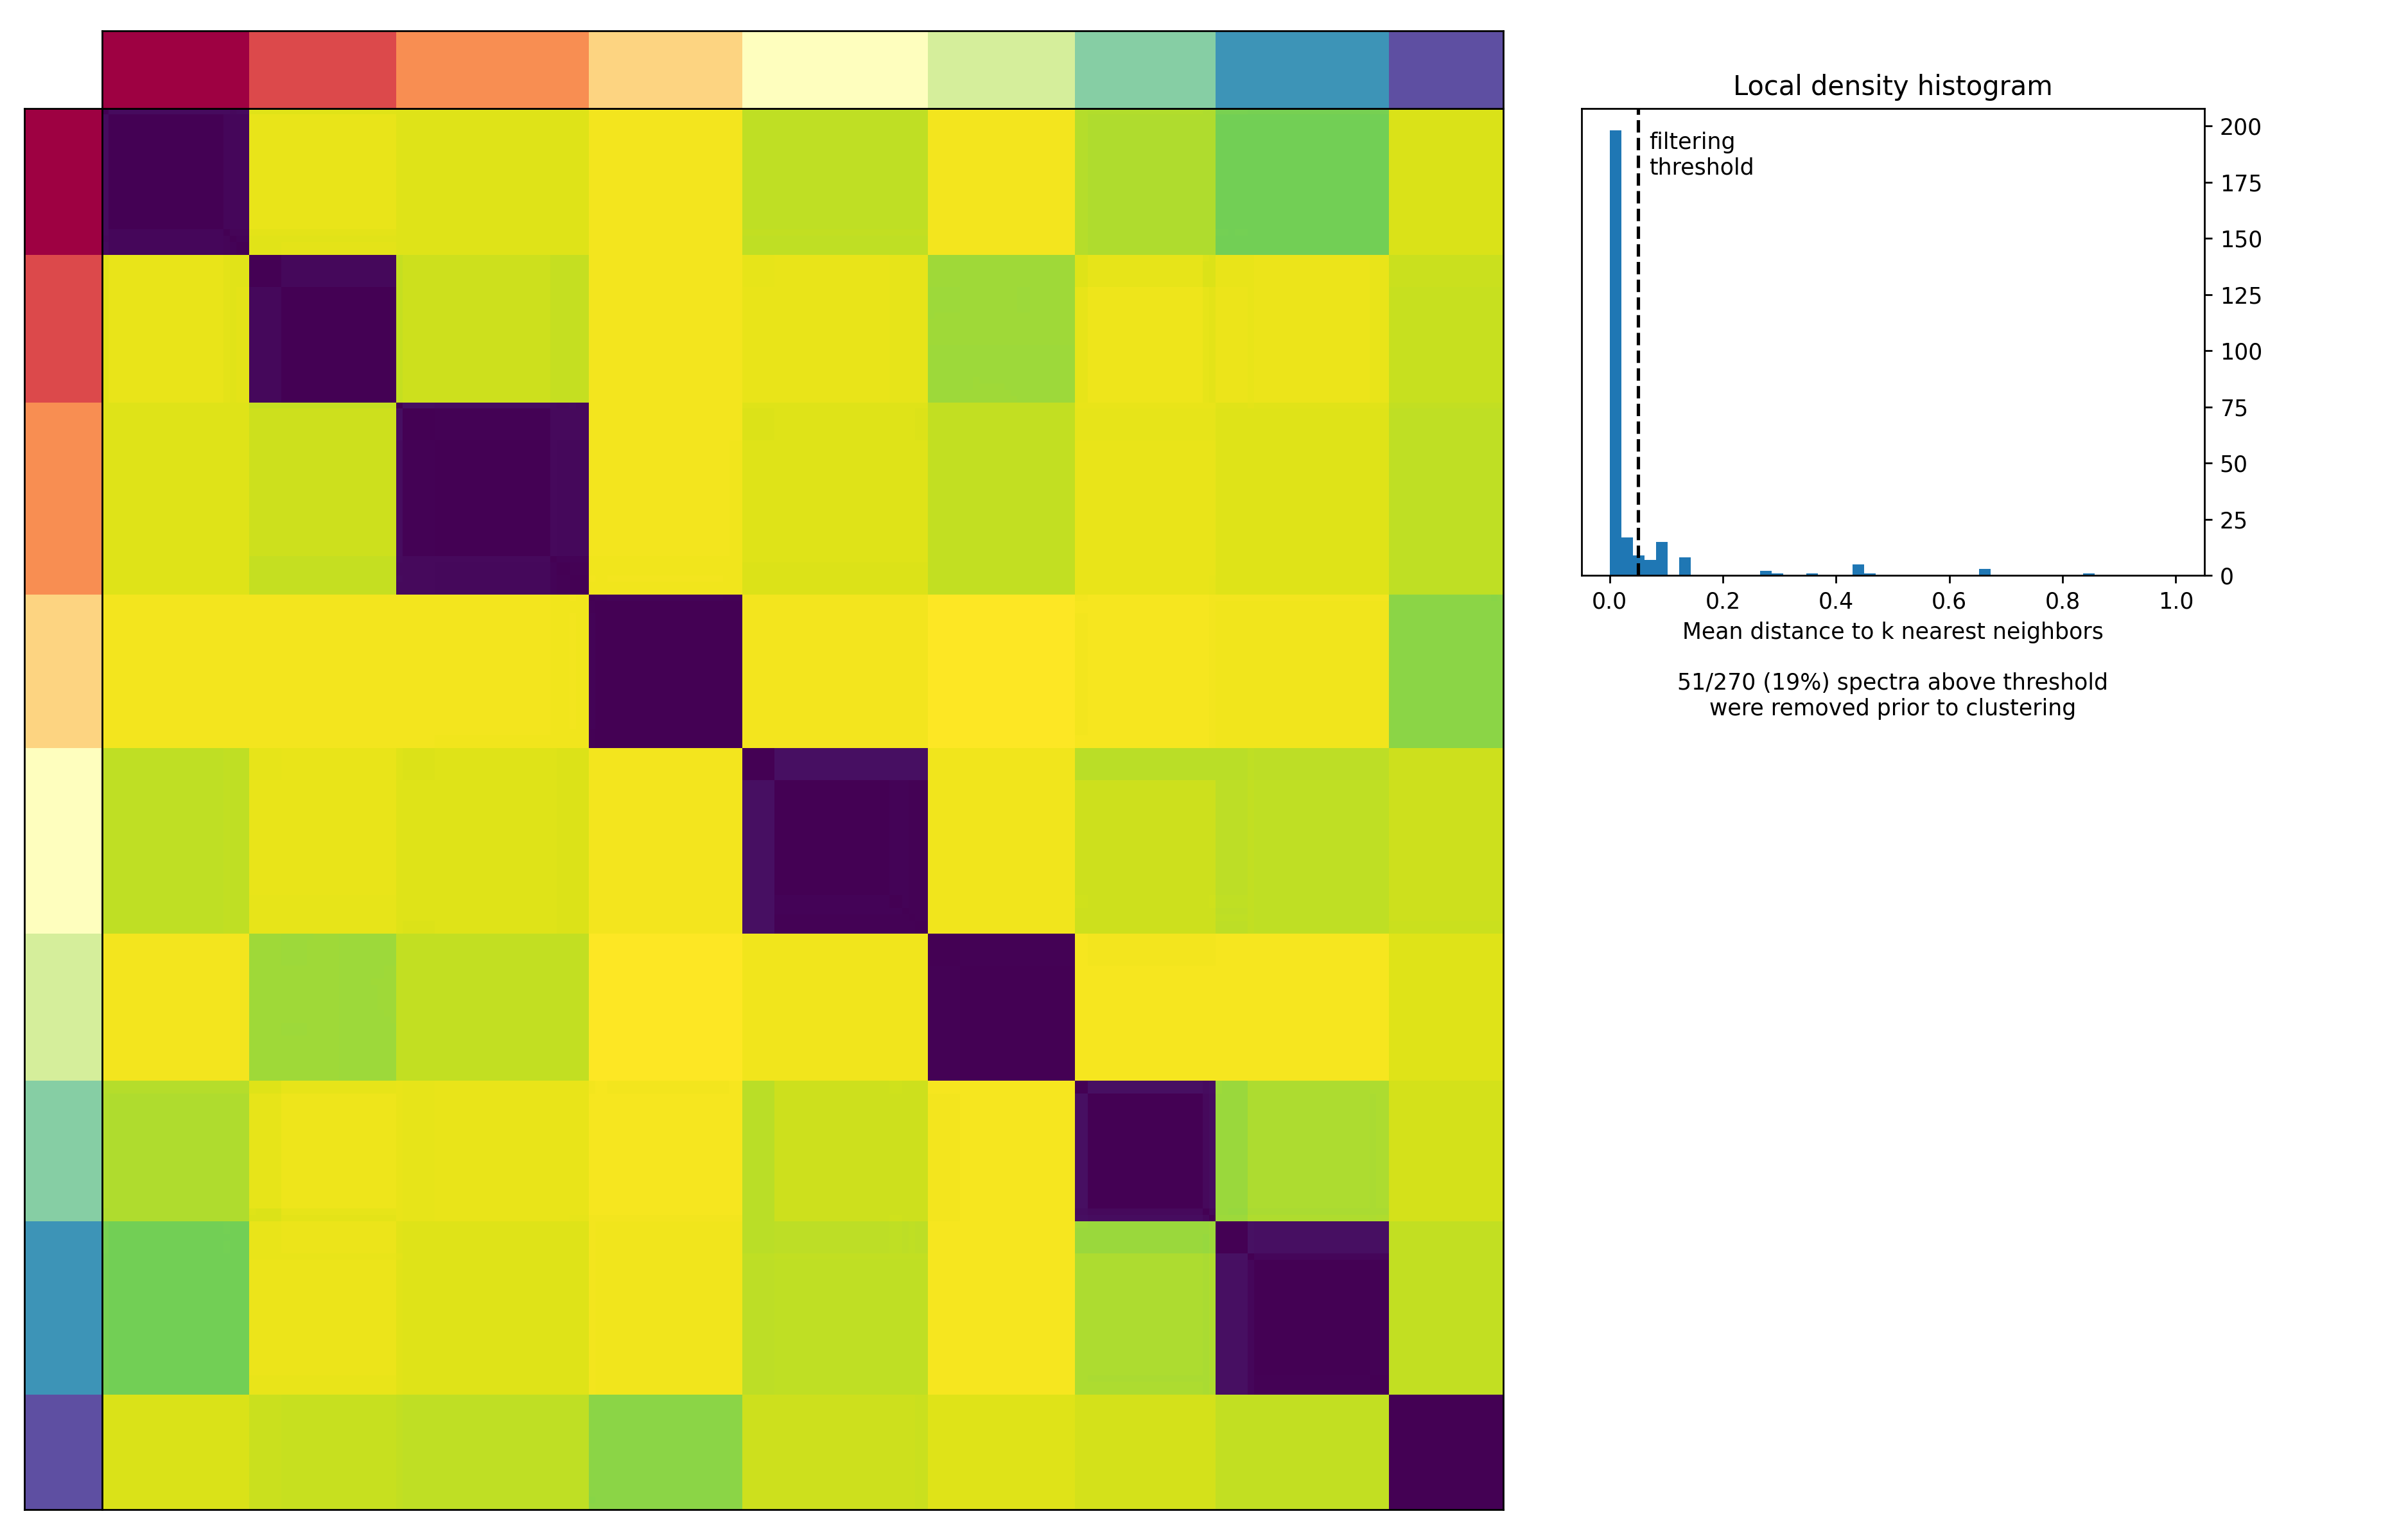 Local density histogram
filtering
threshold
200
175
150
125
100
75
50
25
0
0.0 0.2 0.4 0.6 0.8 1.0
Mean distance to k nearest neighbors
51/270 (19%) spectra above threshold
were removed prior to clustering